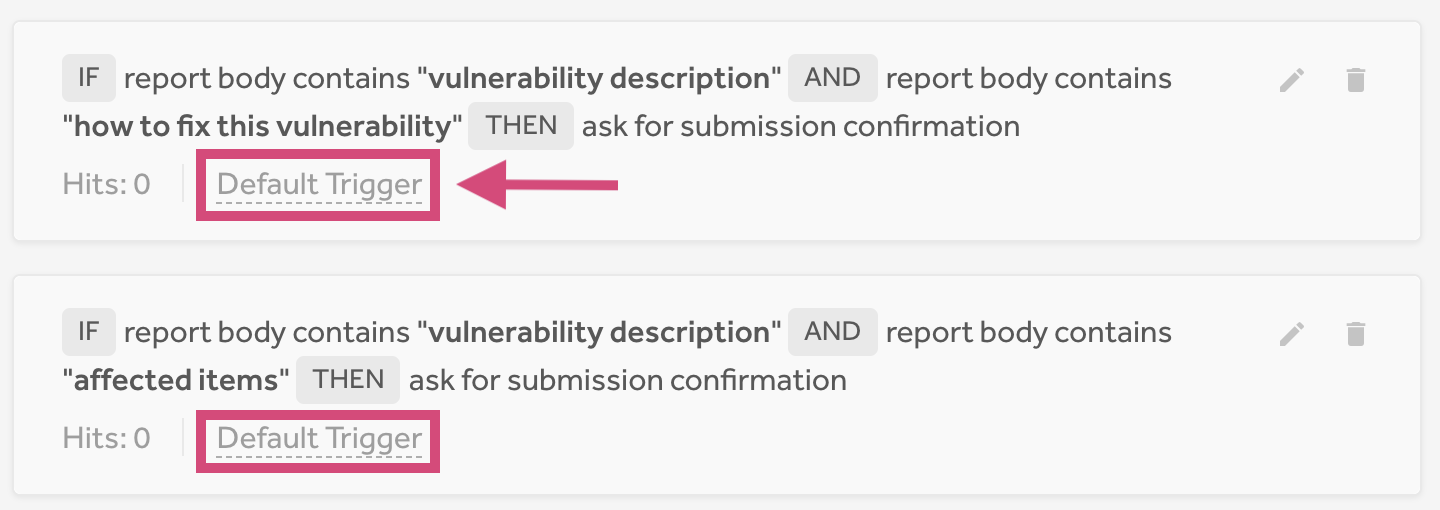 IF report body contains "vulnerability description" AND report body contains
"how to fix this vulnerability" THEN ask for submission confirmation
Hits: 0 Default Trigger
IF report body contains "vulnerability description" AND report body contains
"affected items" THEN ask for submission confirmation
Hits: 0 Default Trigger